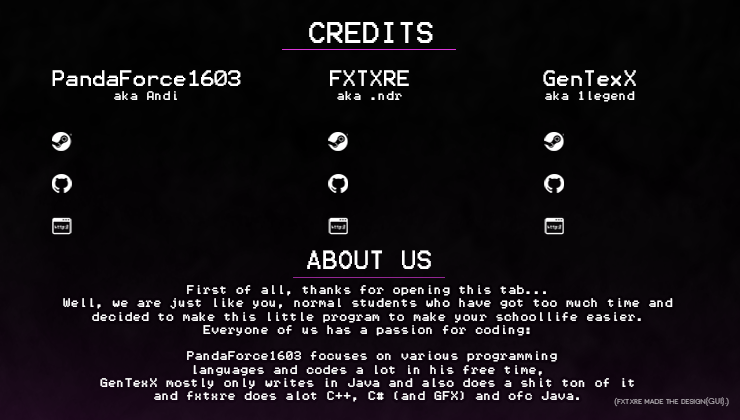 CREDITS
PandaForce1603 FXTXRE GenTexX
aka Andi aka .ndr aka 1legend
ABOUT US
First of all, thanks for opening this tab...
Well, we are just like you, normal students who have got too much time and
decided to make this little program to make your schoollife easier.
Everyone of us has a passion for coding:
PandaForce1603 focuses on various programming
languages and codes a lot in his free time,
GenTexX mostly only writes in Java and also does a shit ton of it
and fxtxre does alot C++, C# (and GFX) and ofc Java.
(FXTXRE MADE THE DESIGN(GUI).)